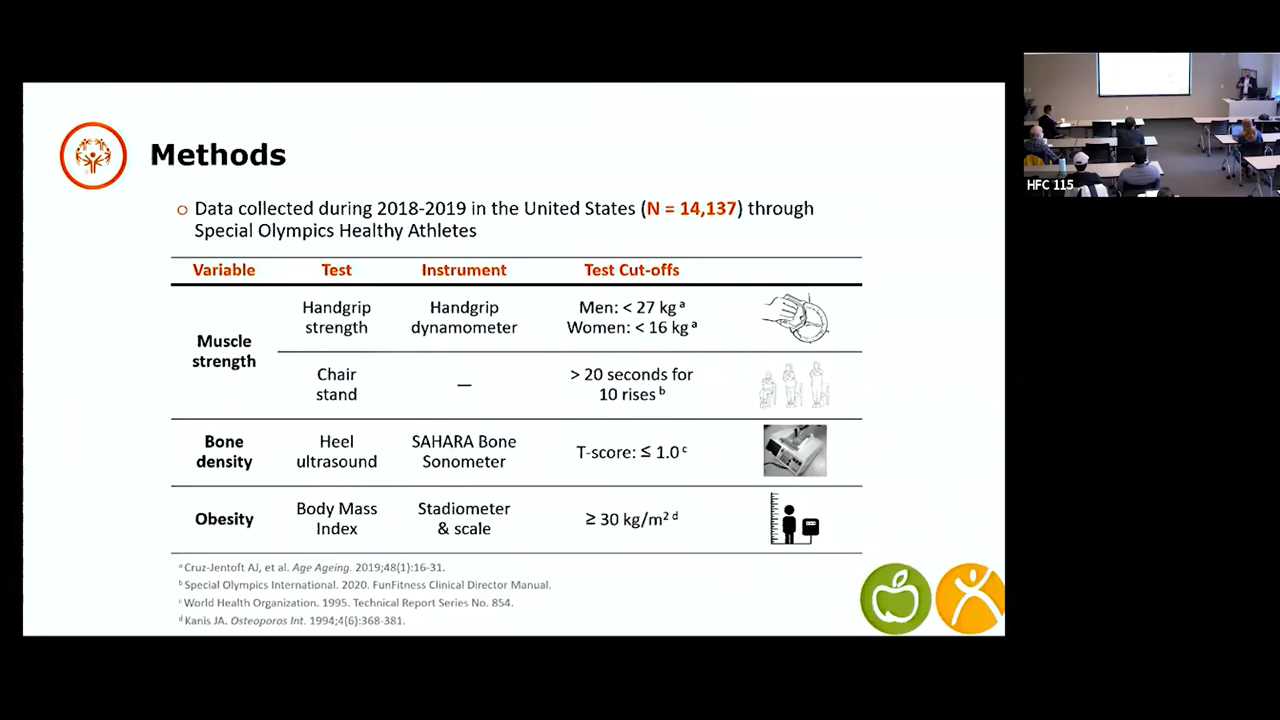 Methods
○ Data collected during 2018-2019 in the United States (N = 14,137) through
Special Olympics Healthy Athletes
Variable Test Instrument Test Cut-offs
Muscle strength
Handgrip strength
Handgrip dynamometer
Men: < 27 kg ᵃ
Women: < 16 kg ᵃ
Chair stand
—
> 20 seconds for
10 rises ᵇ
Bone density
Heel ultrasound
SAHARA Bone Sonometer
T-score: ≤ 1.0 ᶜ
Obesity
Body Mass Index
Stadiometer & scale
≥ 30 kg/m² ᵈ
ᵃ Cruz-Jentoft AJ, et al. Age Ageing. 2019;48(1):16-31.
ᵇ Special Olympics International. 2020. FunFitness Clinical Director Manual.
ᶜ World Health Organization. 1995. Technical Report Series No. 854.
ᵈ Kanis JA. Osteoporos Int. 1994;4(6):368-381.
HFC 115